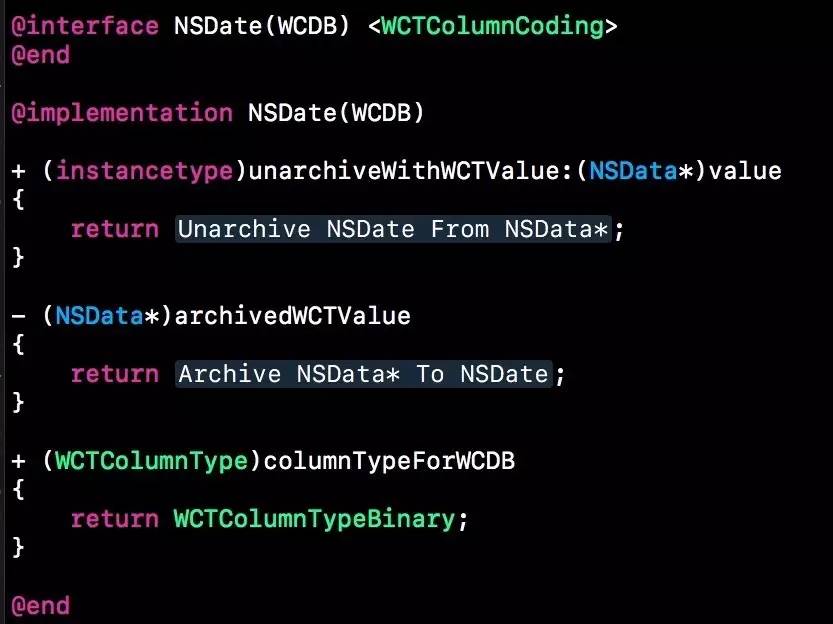 @interface NSDate(WCDB) <WCTColumnCoding>
@end
@implementation NSDate(WCDB)
+ (instancetype)unarchiveWithWCTValue:(NSData*)value
{
return Unarchive NSDate From NSData*;
}
- (NSData*)archivedWCTValue
{
return Archive NSData* To NSDate;
}
+ (WCTColumnType)columnTypeForWCDB
{
return WCTColumnTypeBinary;
}
@end